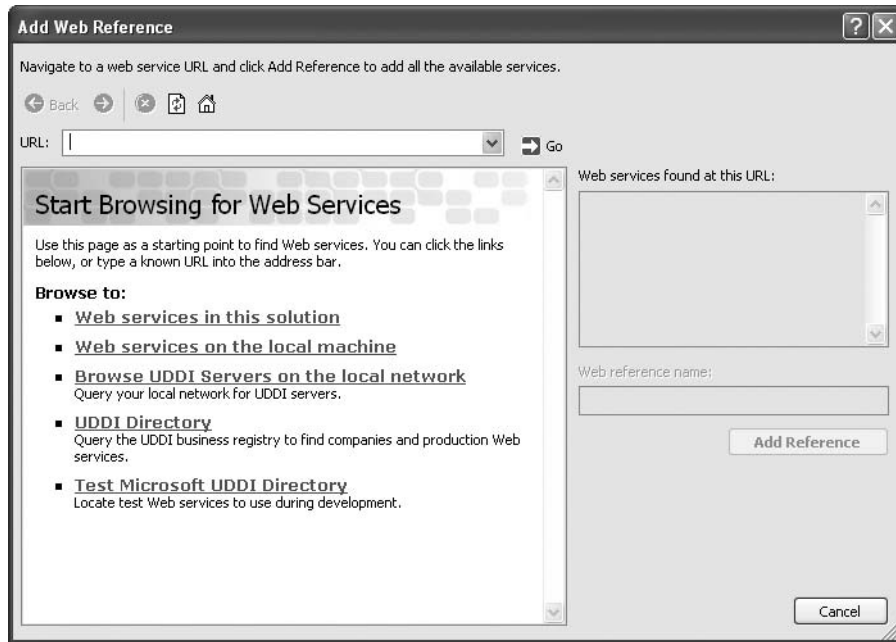 Add Web Reference
Navigate to a web service URL and click Add Reference to add all the available services.
Back
URL:
Go
Start Browsing for Web Services
Use this page as a starting point to find Web services. You can click the links
below, or type a known URL into the address bar.
Browse to:
Web services in this solution
Web services on the local machine
Browse UDDI Servers on the local network
Query your local network for UDDI servers.
UDDI Directory
Query the UDDI business registry to find companies and production Web
services.
Test Microsoft UDDI Directory
Locate test Web services to use during development.
Web services found at this URL:
Web reference name:
Add Reference
Cancel